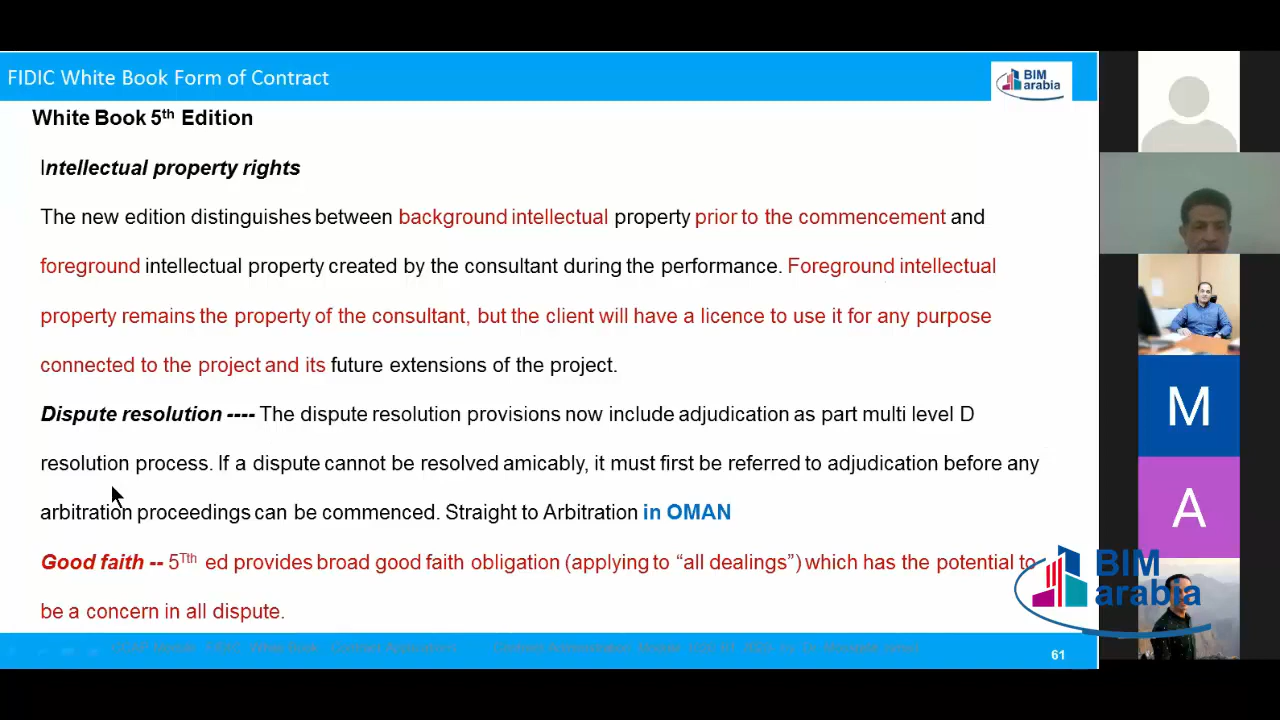 FIDIC White Book Form of Contract
BIM
arabia
White Book 5th Edition
Intellectual property rights
The new edition distinguishes between background intellectual property prior to the commencement and
foreground intellectual property created by the consultant during the performance. Foreground intellectual
property remains the property of the consultant, but the client will have a licence to use it for any purpose
connected to the project and its future extensions of the project.
Dispute resolution ---- The dispute resolution provisions now include adjudication as part multi level D
resolution process. If a dispute cannot be resolved amicably, it must first be referred to adjudication before any
arbitration proceedings can be commenced. Straight to Arbitration in OMAN
Good faith -- 5Tth ed provides broad good faith obligation (applying to “all dealings”) which has the potential to
be a concern in all dispute.
61
M
A
BIM
arabia